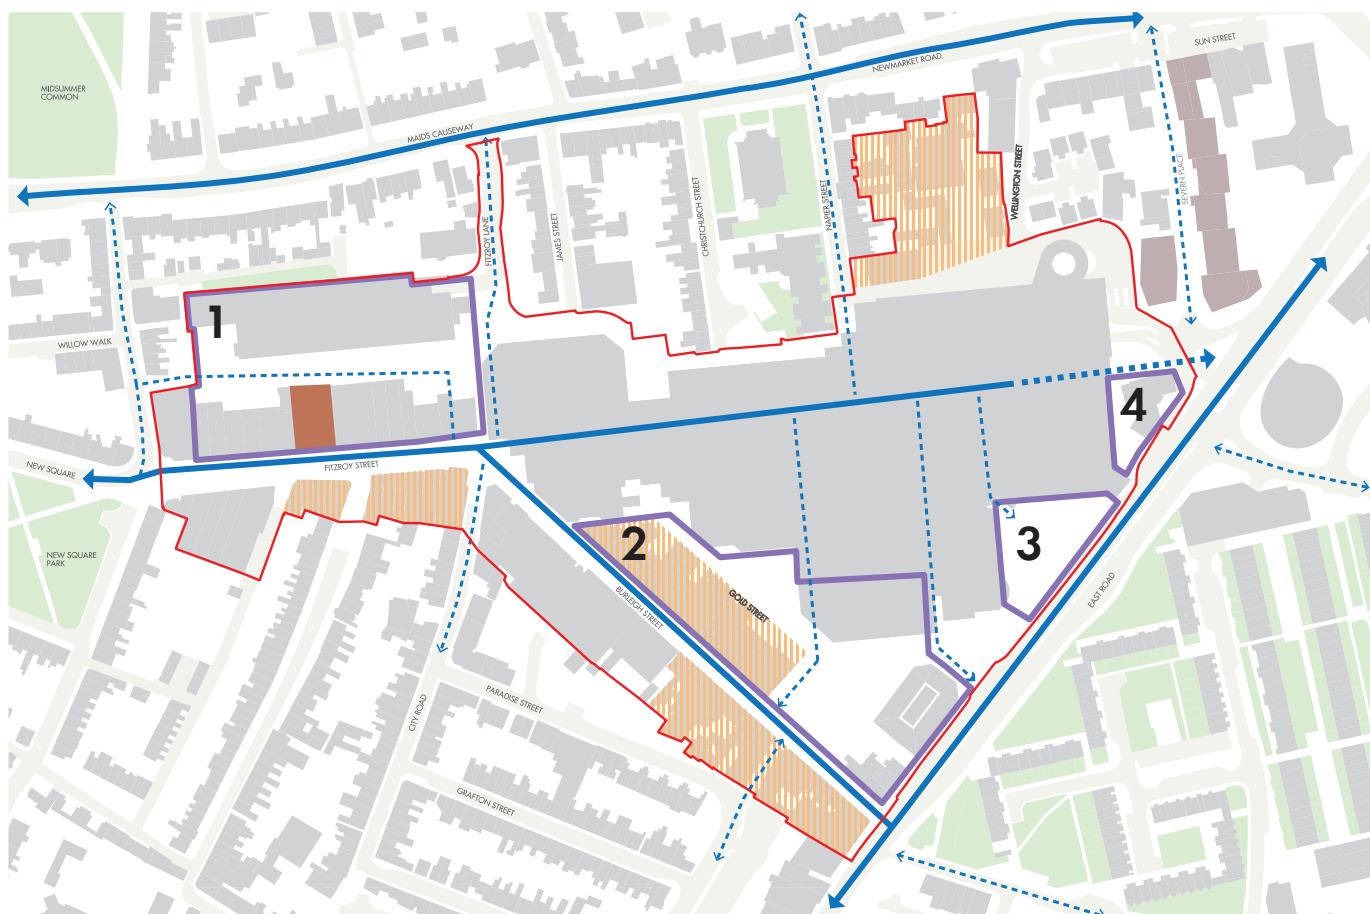 SUN STREET
NEWMARKET ROAD
MIDSUMMER
COMMON
MAIDS CAUSEWAY
WELLINGTON STREET
SEVERN PLACE
NAPIER STREET
CHRISTCHURCH STREET
JAMES STREET
FITZROY LANE
1
WILLOW WALK
4
NEW SQUARE
FITZROY STREET
2
3
NEW SQUARE
PARK
GOLD STREET
BURLEIGH STREET
EAST ROAD
PARADISE STREET
CITY ROAD
GRAFTON STREET